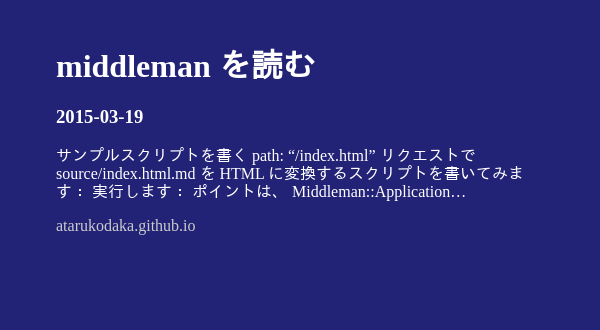 middleman を読む
2015-03-19
サンプルスクリプトを書く path: “/index.html” リクエストで
source/index.html.md を HTML に変換するスクリプトを書いてみま
す： 実行します： ポイントは、 Middleman::Application…
atarukodaka.github.io